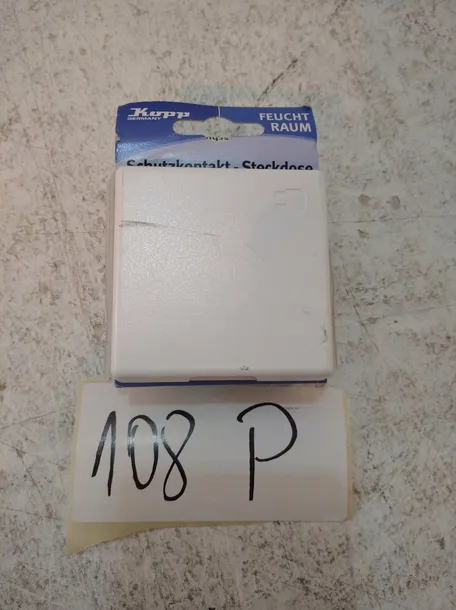 Kopp
GERMANY
FEUCHT
RAUM
Schutzkontakt - Steckdose
108 P